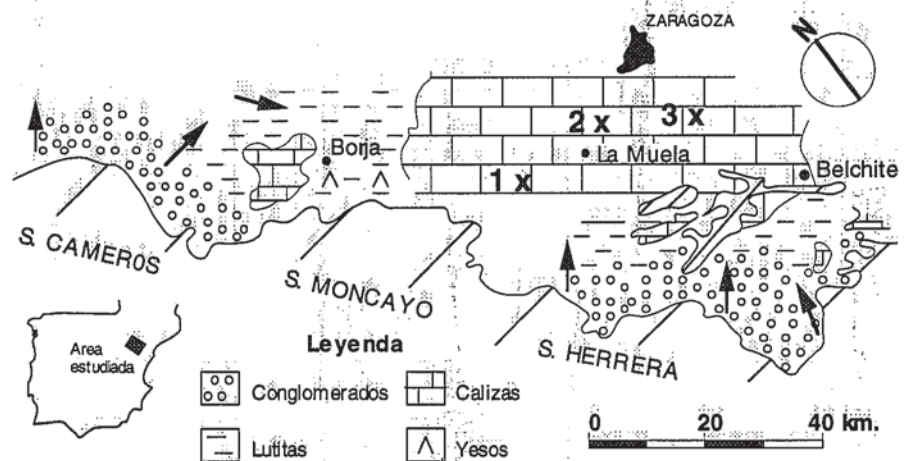 ZARAGOZA
N
Borja
2 x
3 x
La Muela
1 x
Belchite
S. CAMEROS
S. MONCAYO
S. HERRERA
Area
estudiada
Leyenda
Conglomerados
Calizas
Lutitas
Yesos
0 20 40 km.